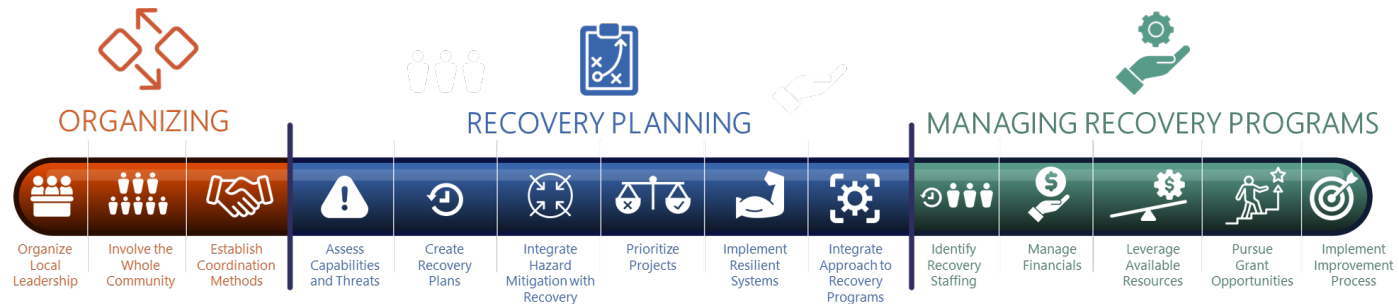 ORGANIZING
RECOVERY PLANNING
MANAGING RECOVERY PROGRAMS
Organize
Local
Leadership
Involve the
Whole
Community
Establish
Coordination
Methods
Assess
Capabilities
and Threats
Create
Recovery
Plans
Integrate
Hazard
Mitigation with
Recovery
Prioritize
Projects
Implement
Resilient
Systems
Integrate
Approach to
Recovery
Programs
Identify
Recovery
Staffing
Manage
Financials
Leverage
Available
Resources
Pursue
Grant
Opportunities
Implement
Improvement
Process